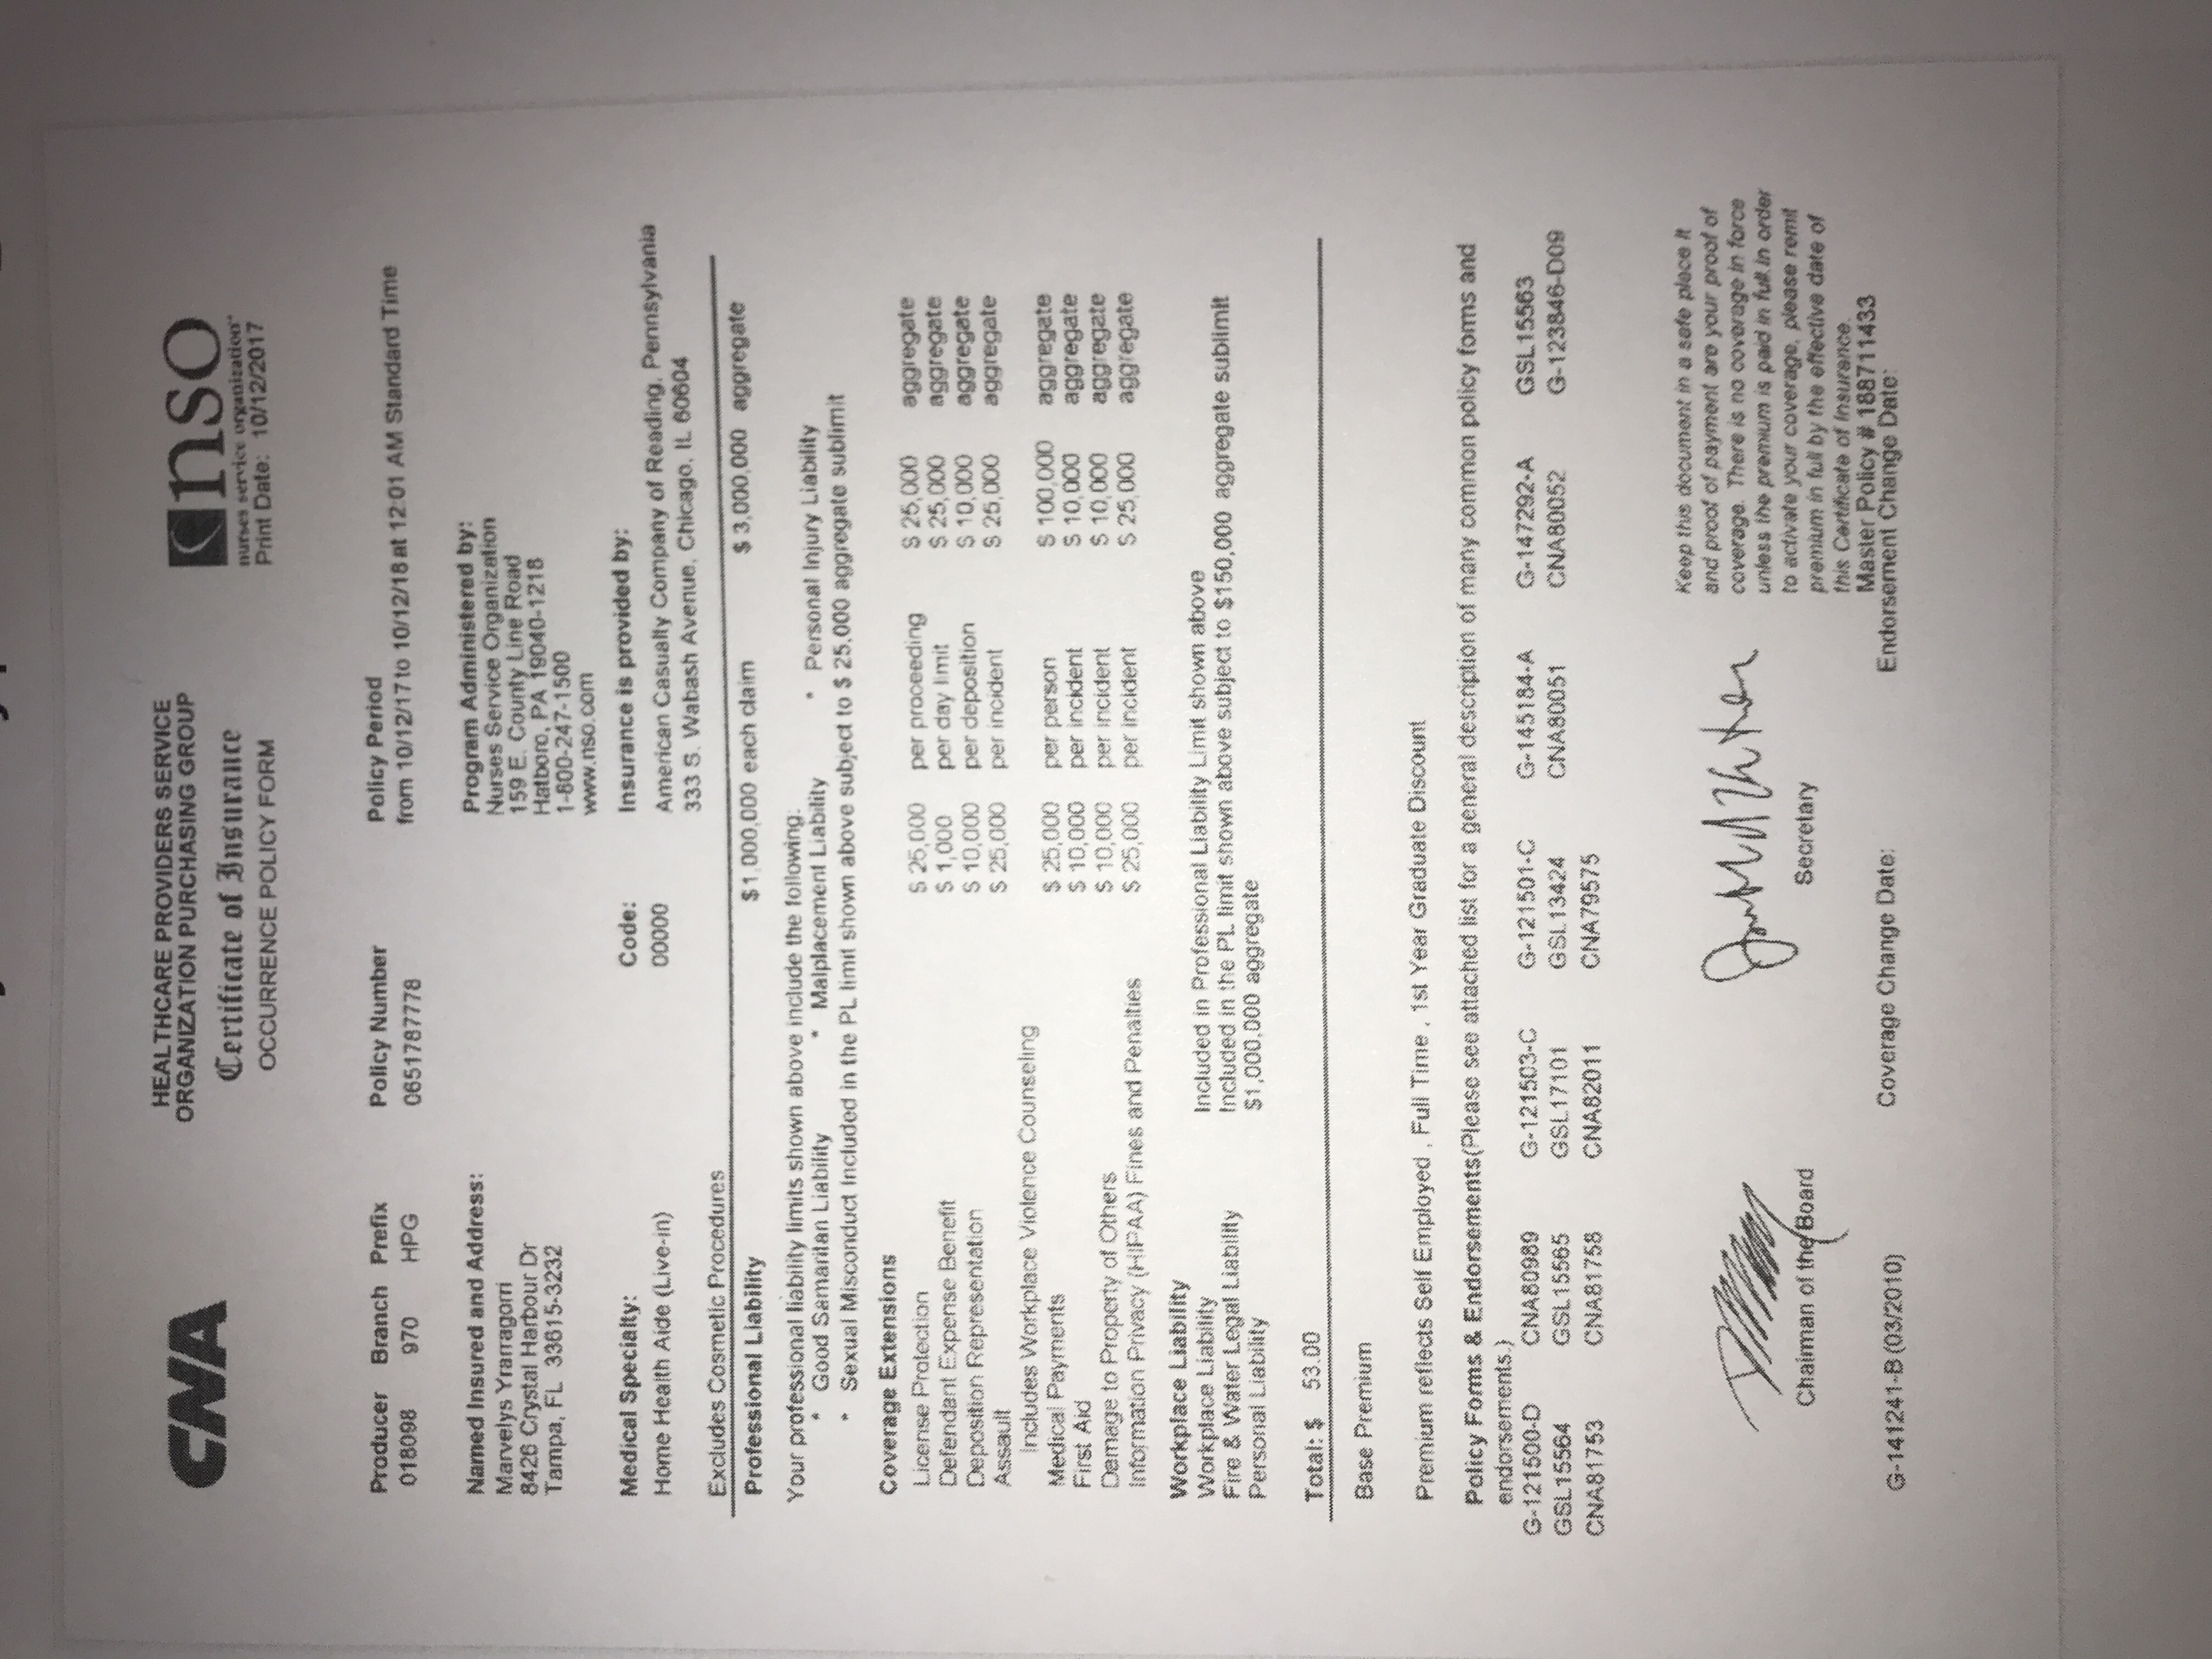 CNA
HEALTHCARE PROVIDERS SERVICE
ORGANIZATION PURCHASING GROUP
Certificate of Insurance
OCCURRENCE POLICY FORM
nso
nurses service organization
Print Date: 10/12/2017
Producer Branch Prefix Policy Number Policy Period
018098 970 HPG 0651787778 from 10/12/17 to 10/12/18 at 12:01 AM Standard Time
Named Insured and Address:
Marvelys Yrarragorri
8426 Crystal Harbour Dr
Tampa, FL 33615-3232
Program Administered by:
Nurses Service Organization
159 E. County Line Road
Hatboro, PA 19040-1218
1-800-247-1500
www.nso.com
Medical Specialty: Code:
Home Health Aide (Live-in) 00000
Insurance is provided by:
American Casualty Company of Reading, Pennsylvania
333 S. Wabash Avenue, Chicago, IL 60604
Excludes Cosmetic Procedures
Professional Liability $1,000,000 each claim $ 3,000,000 aggregate
Your professional liability limits shown above include the following:
* Good Samaritan Liability * Malplacement Liability * Personal Injury Liability
* Sexual Misconduct Included in the PL limit shown above subject to $ 25,000 aggregate sublimit
Coverage Extensions
License Protection $ 25,000 per proceeding $ 25,000 aggregate
Defendant Expense Benefit $ 1,000 per day limit $ 25,000 aggregate
Deposition Representation $ 10,000 per deposition $ 10,000 aggregate
Assault $ 25,000 per incident $ 25,000 aggregate
Includes Workplace Violence Counseling
Medical Payments $ 25,000 per person $ 100,000 aggregate
First Aid $ 10,000 per incident $ 10,000 aggregate
Damage to Property of Others $ 10,000 per incident $ 10,000 aggregate
Information Privacy (HIPAA) Fines and Penalties $ 25,000 per incident $ 25,000 aggregate
Workplace Liability
Workplace Liability Included in Professional Liability Limit shown above
Fire & Water Legal Liability Included in the PL limit shown above subject to $150,000 aggregate sublimit
Personal Liability $1,000,000 aggregate
Total: $ 53.00
Base Premium
Premium reflects Self Employed , Full Time , 1st Year Graduate Discount
Policy Forms & Endorsements(Please see attached list for a general description of many common policy forms and
endorsements.)
G-121500-D CNA80989 G-121503-C G-121501-C G-145184-A G-147292-A GSL15563
GSL15564 GSL15565 GSL17101 GSL13424 CNA80051 CNA80052 G-123846-D09
CNA81753 CNA81758 CNA82011 CNA79575
Chairman of the Board
Secretary
Keep this document in a safe place It
and proof of payment are your proof of
coverage. There is no coverage in force
unless the premium is paid in full. In order
to activate your coverage, please remit
premium in full by the effective date of
this Certificate of Insurance.
Master Policy # 188711433
G-141241-B (03/2010) Coverage Change Date: Endorsement Change Date: